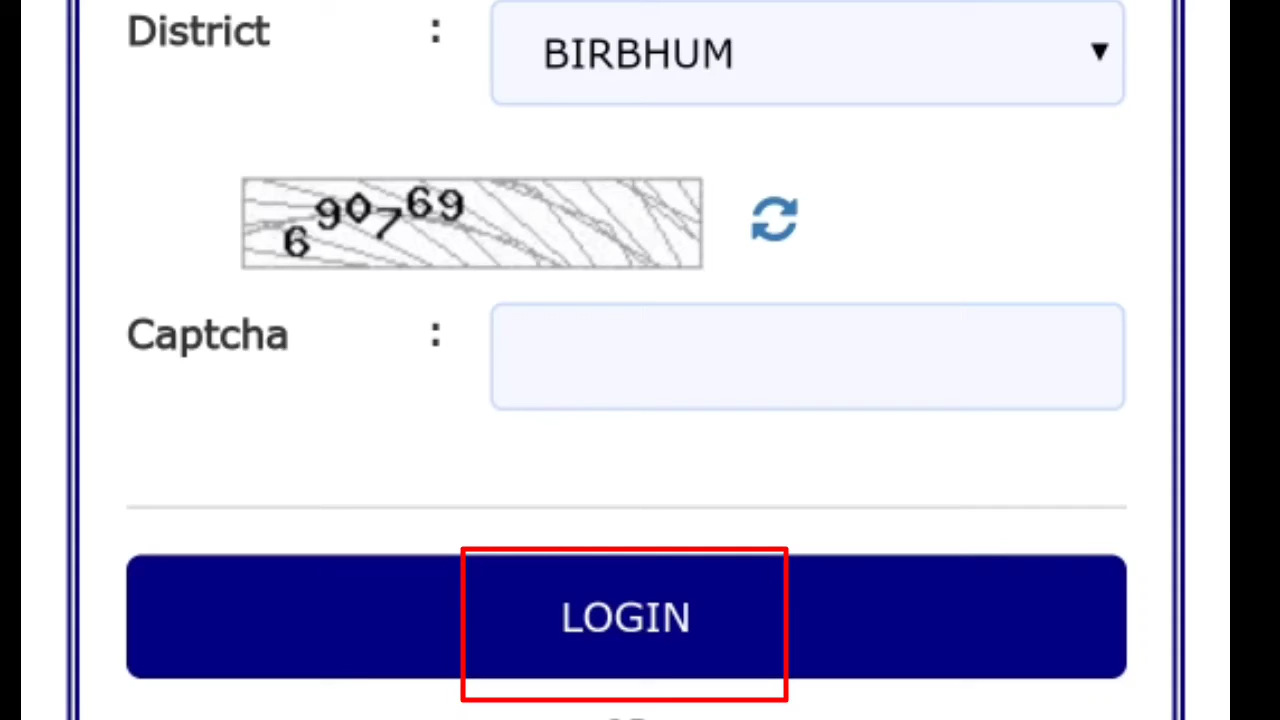 District :
BIRBHUM
690769
Captcha :
LOGIN